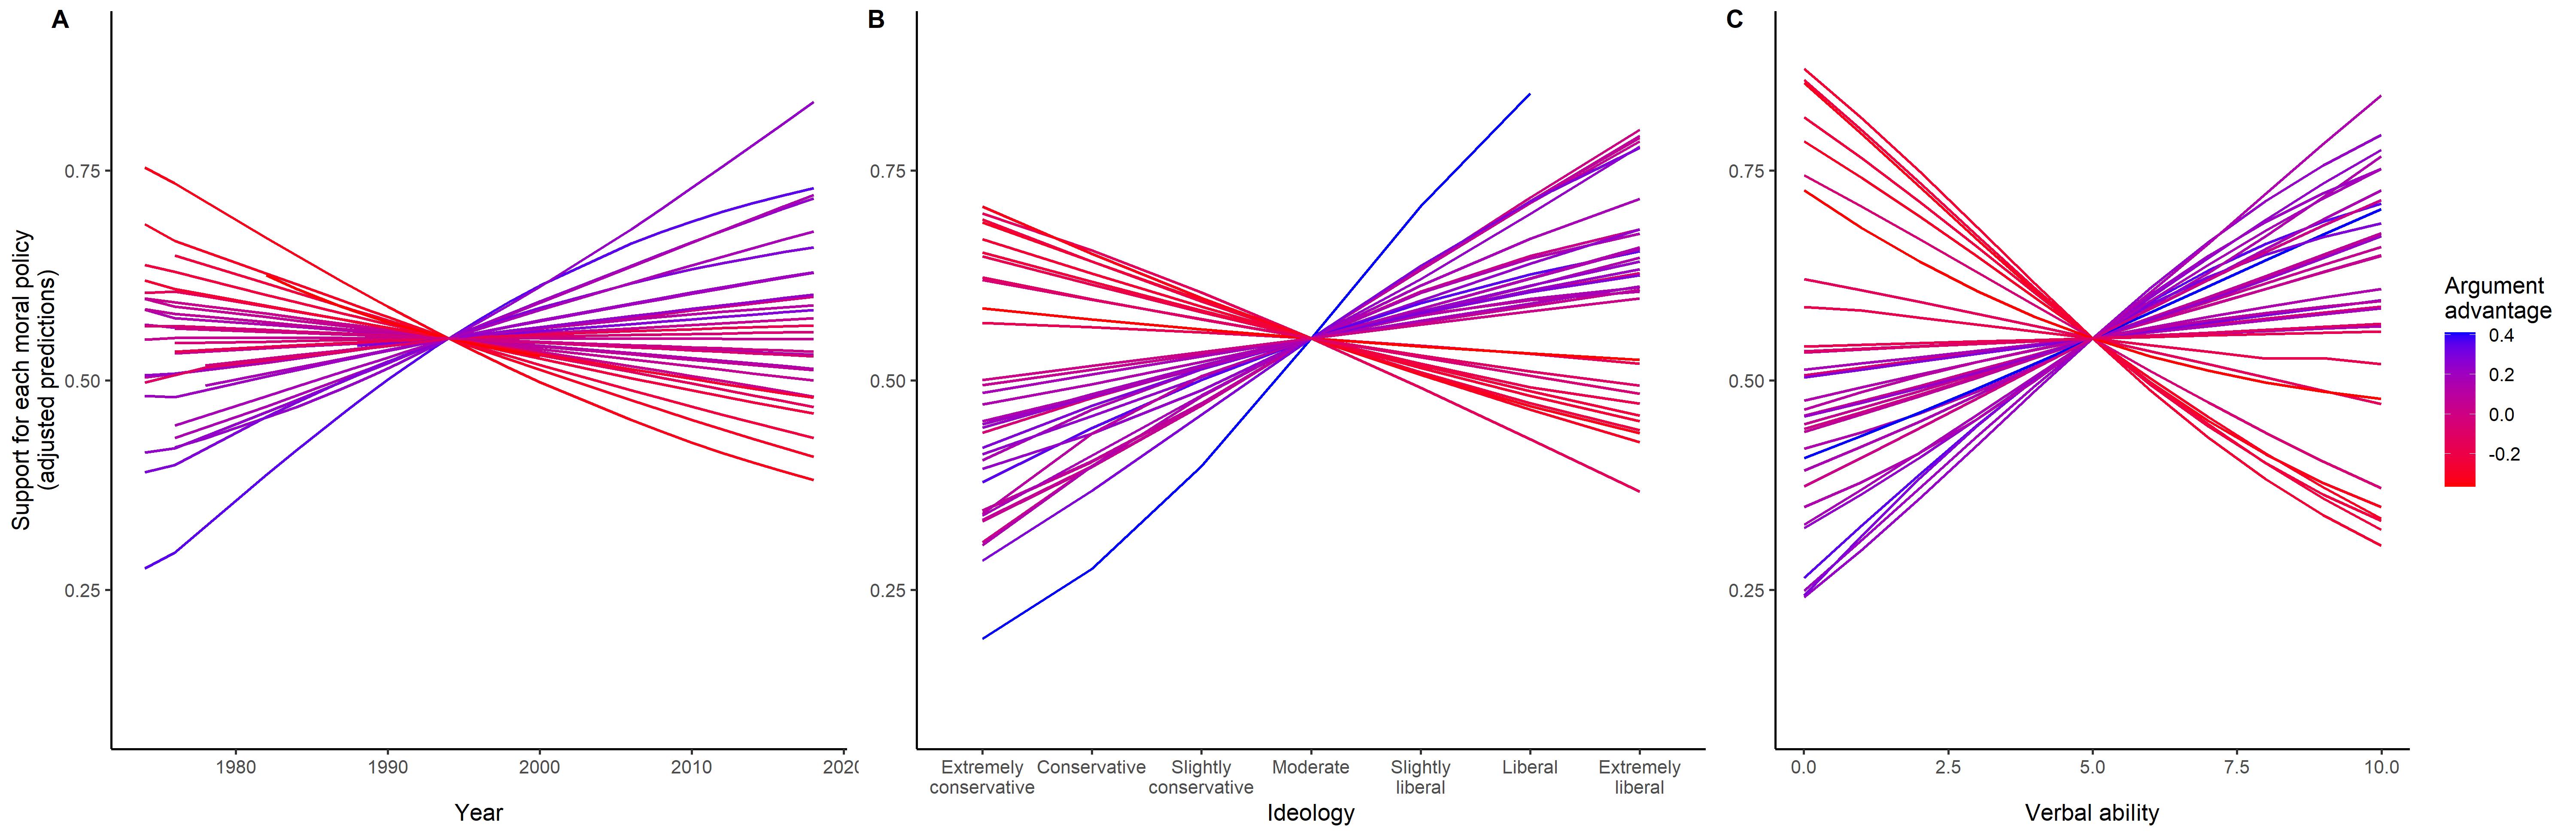 A
B
C
Support for each moral policy
(adjusted predictions)
0.75
0.50
0.25
1980
1990
2000
2010
2020
Year
0.75
0.50
0.25
Extremely
conservative
Conservative
Slightly
conservative
Moderate
Slightly
liberal
Liberal
Extremely
liberal
Ideology
0.75
0.50
0.25
0.0
2.5
5.0
7.5
10.0
Verbal ability
Argument
advantage
0.4
0.2
0.0
-0.2